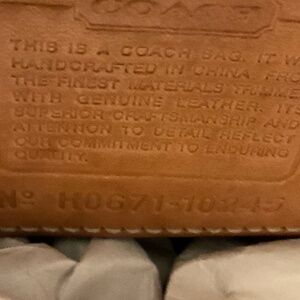 COACH
THIS IS A COACH BAG. IT W
HANDCRAFTED IN CHINA FRO
THE FINEST MATERIALS TRIMME
WITH GENUINE LEATHER. ITS
SUPERIOR CRAFTSMANSHIP AND
ATTENTION TO DETAIL REFLECT
OUR COMMITMENT TO ENDURING
QUALITY.
Nº H0671-10245